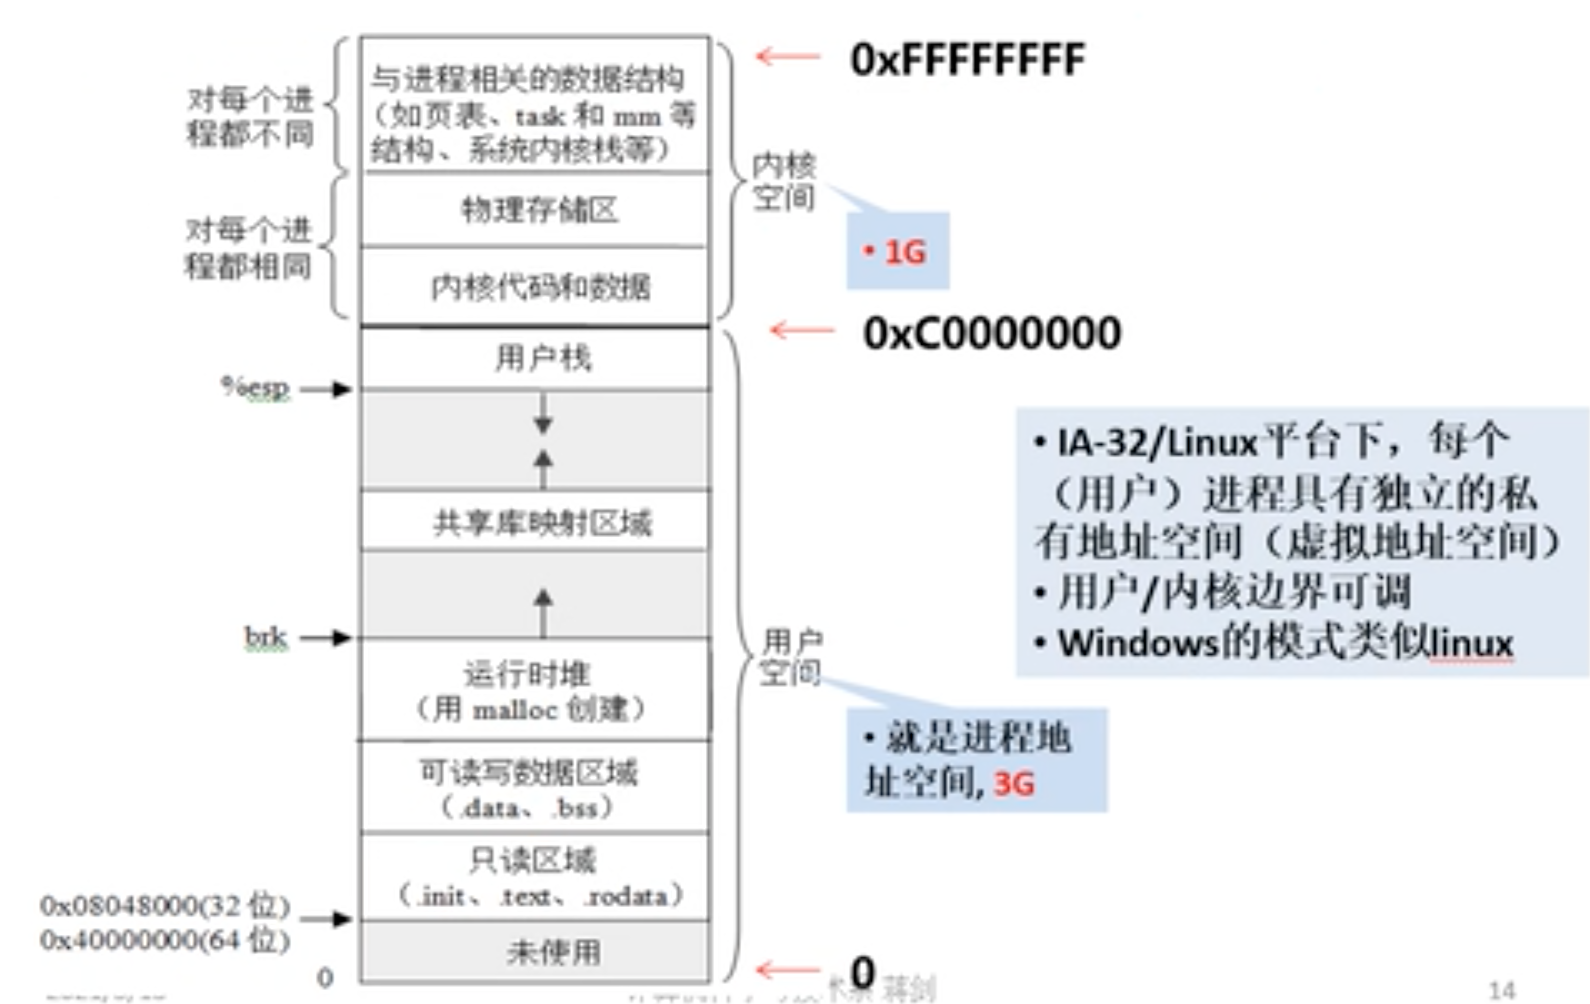 0xFFFFFFFF
对每个进
程都不同
与进程相关的数据结构
（如页表、task 和 mm 等
结构、系统内核栈等）
内核
空间
• 1G
对每个进
程都相同
物理存储区
内核代码和数据
0xC0000000
用户栈
%esp
共享库映射区域
brk
运行时堆
（用 malloc 创建）
可读写数据区域
（.data、.bss）
只读区域
（.init、.text、.rodata）
0x08048000(32 位)
0x40000000(64 位)
未使用
0
用户
空间
• 就是进程地
址空间, 3G
• IA-32/Linux平台下，每个
（用户）进程具有独立的私
有地址空间（虚拟地址空间）
• 用户/内核边界可调
• Windows的模式类似linux
0
蒋剑
14